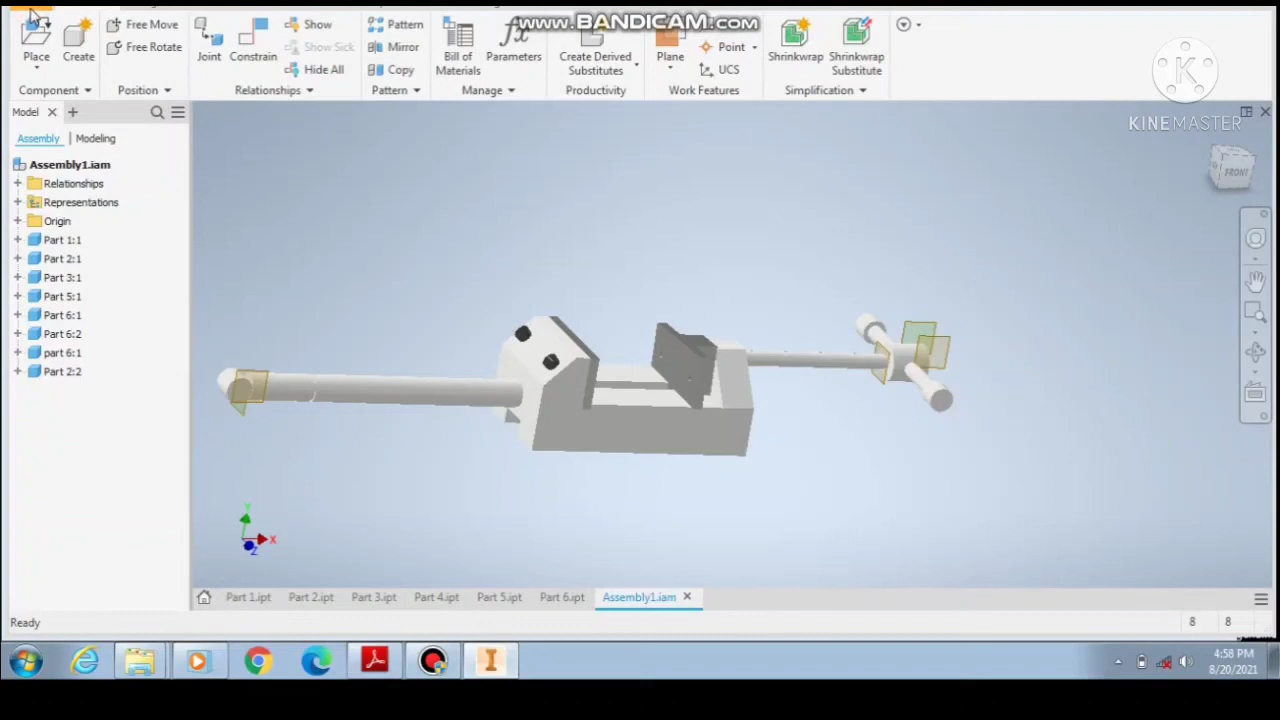 www.BANDICAM.com
Place
Create
Free Move
Free Rotate
Joint
Constrain
Show
Show Sick
Hide All
Pattern
Mirror
Copy
Bill of
Materials
Parameters
Create Derived
Substitutes
Plane
Point
UCS
Shrinkwrap
Shrinkwrap
Substitute
Component
Position
Relationships
Pattern
Manage
Productivity
Work Features
Simplification
K
KINEMASTER
Model
Assembly
Modeling
Assembly1.iam
Relationships
Representations
Origin
Part 1:1
Part 2:1
Part 3:1
Part 5:1
Part 6:1
Part 6:2
part 6:1
Part 2:2
FRONT
Y
X
Z
Part 1.ipt
Part 2.ipt
Part 3.ipt
Part 4.ipt
Part 5.ipt
Part 6.ipt
Assembly1.iam
Ready
8
8
4:58 PM
8/20/2021